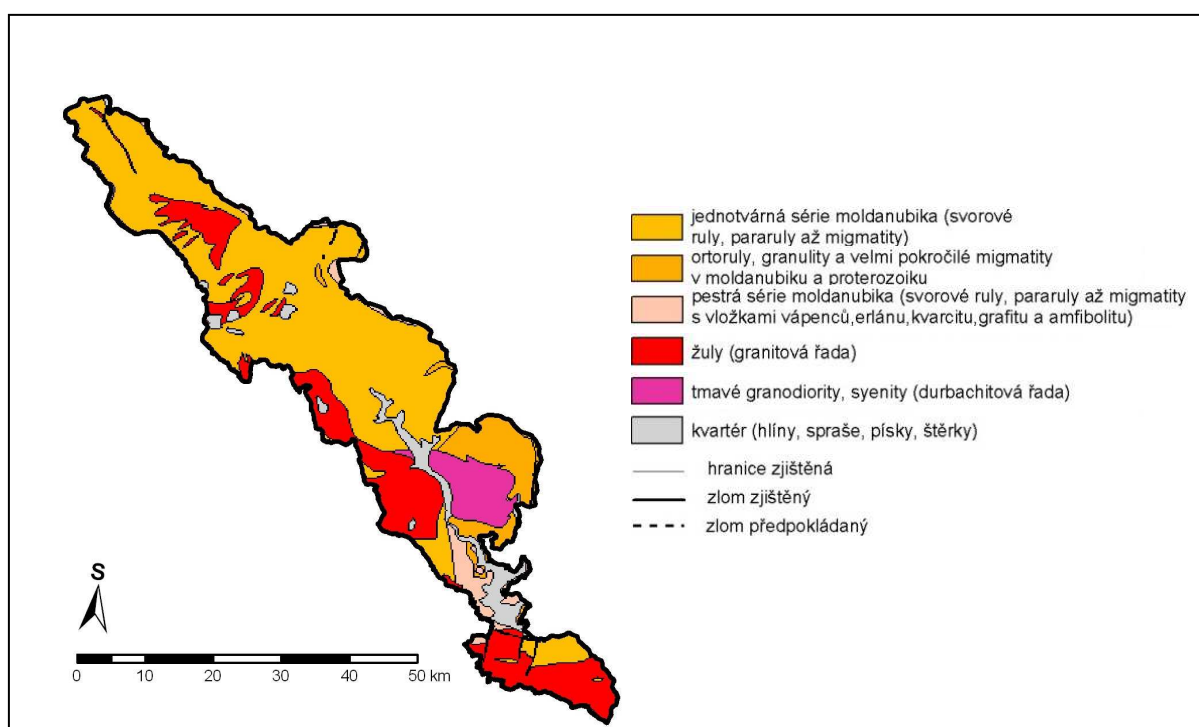 jednotvárná série moldanubika (svorové
ruly, pararuly až migmatity)
ortoruly, granulity a velmi pokročilé migmatity
v moldanubiku a proterozoiku
pestrá série moldanubika (svorové ruly, pararuly až migmatity
s vložkami vápenců,erlánu,kvarcitu,grafitu a amfibolitu)
žuly (granitová řada)
tmavé granodiority, syenity (durbachitová řada)
kvartér (hlíny, spraše, písky, štěrky)
hranice zjištěná
zlom zjištěný
zlom předpokládaný
S
0 10 20 30 40 50 km